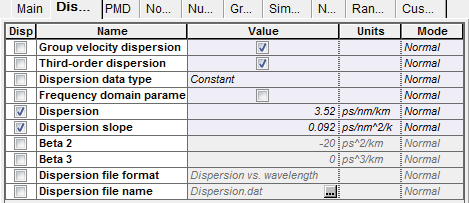 Main Dis... PMD No... Nu... Gr... Sim... N... Ran... Cus...
Disp Name Value Units Mode
Group velocity dispersion Normal
Third-order dispersion Normal
Dispersion data type Constant Normal
Frequency domain parame Normal
Dispersion 3.52 ps/nm/km Normal
Dispersion slope 0.092 ps/nm^2/k Normal
Beta 2 -20 ps^2/km Normal
Beta 3 0 ps^3/km Normal
Dispersion file format Dispersion vs. wavelength Normal
Dispersion file name Dispersion.dat ... Normal